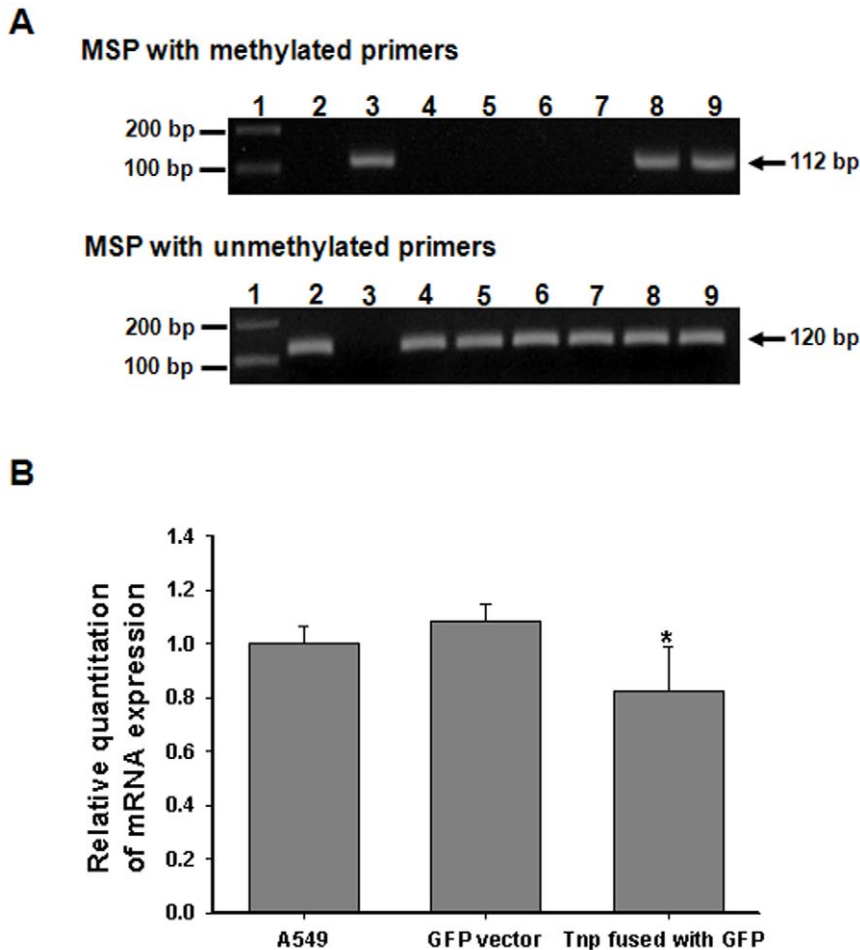 A
MSP with methylated primers
1 2 3 4 5 6 7 8 9
200 bp
100 bp
112 bp
MSP with unmethylated primers
1 2 3 4 5 6 7 8 9
200 bp
100 bp
120 bp
B
Relative quantitation
of mRNA expression
1.4
1.2
1.0
0.8
0.6
0.4
0.2
0.0
*
A549 GFP vector Tnp fused with GFP